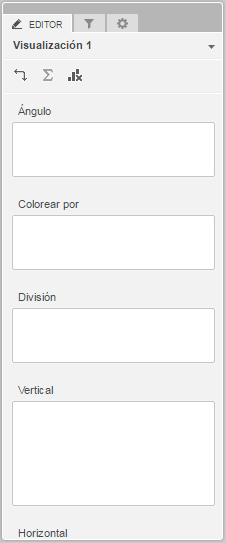 EDITOR
Visualización 1
Ángulo
Colorear por
División
Vertical
Horizontal